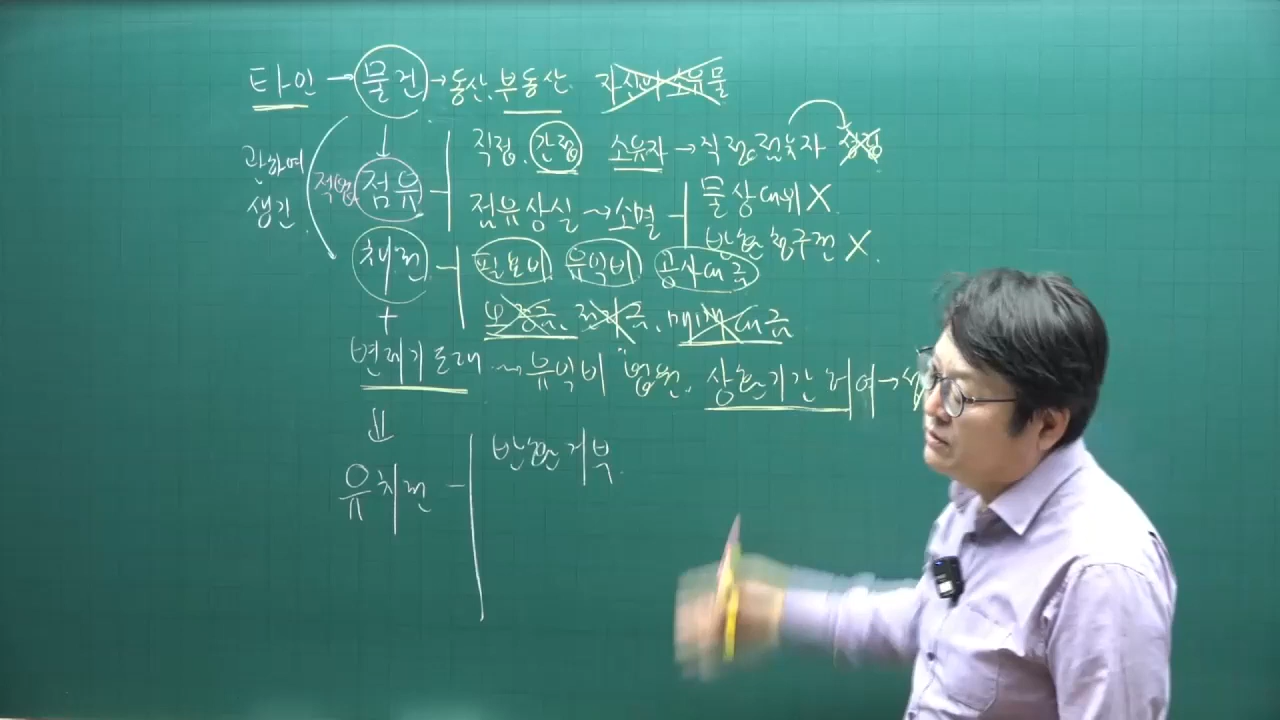 타인 → 물건 → 동산, 부동산. 자신의 소유물
관하여 생긴.
적법 점유
직접, 간접 소유자 → 직접점유자
점유상실 → 소멸
물상대위 X.
반환청구권 X.
채권
필요비 유익비 공사대금
보증금, 권리금, 매매대금
+
변제기 도래 → 유익비 법원, 상환기간 허여 →
⇓
유치권
반환거부.